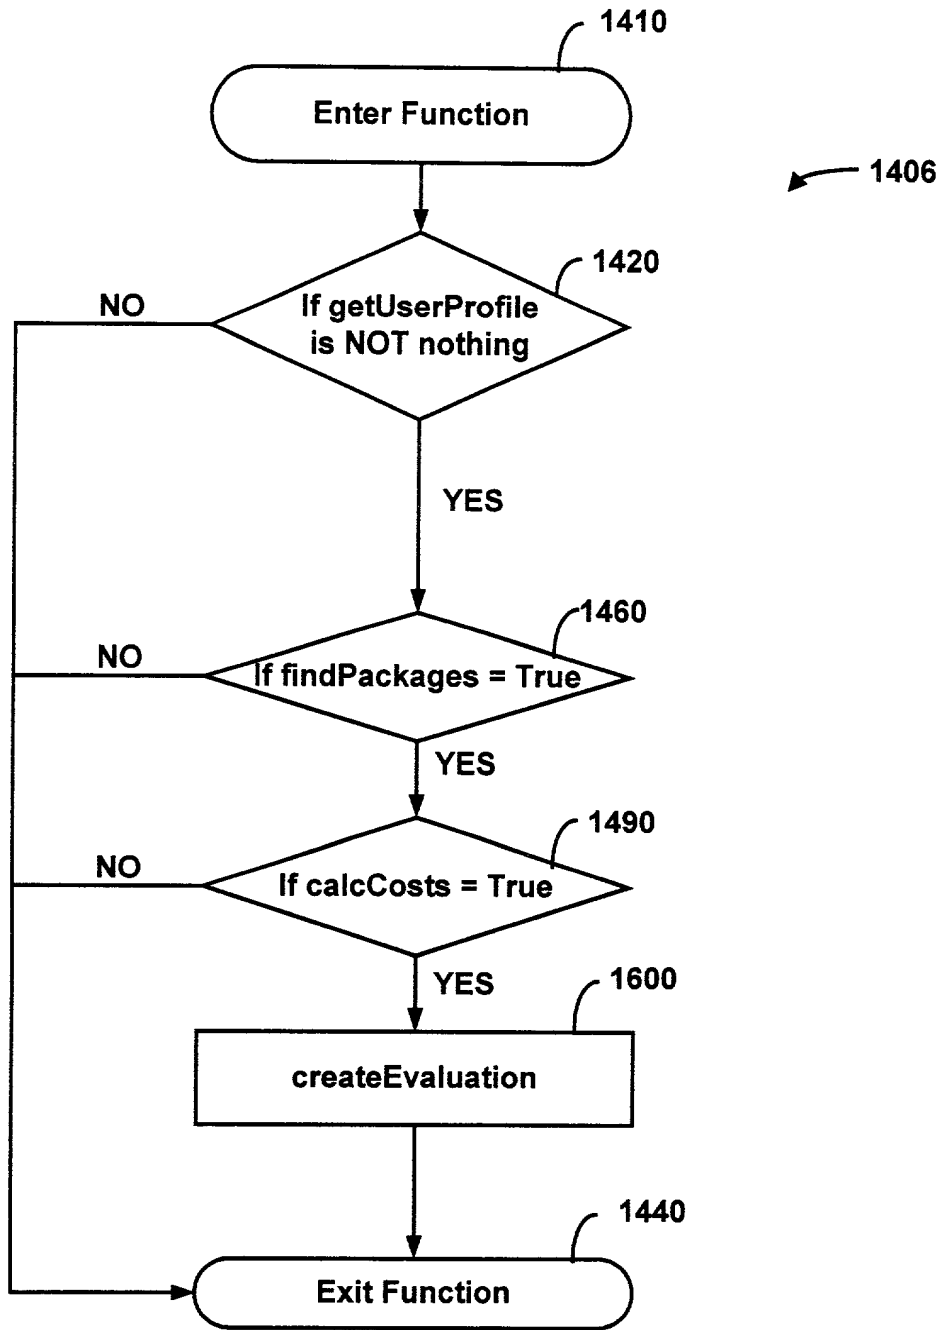 1410
Enter Function
1406
1420
NO
If getUserProfile
is NOT nothing
YES
1460
NO
If findPackages = True
YES
1490
NO
If calcCosts = True
YES
1600
createEvaluation
1440
Exit Function